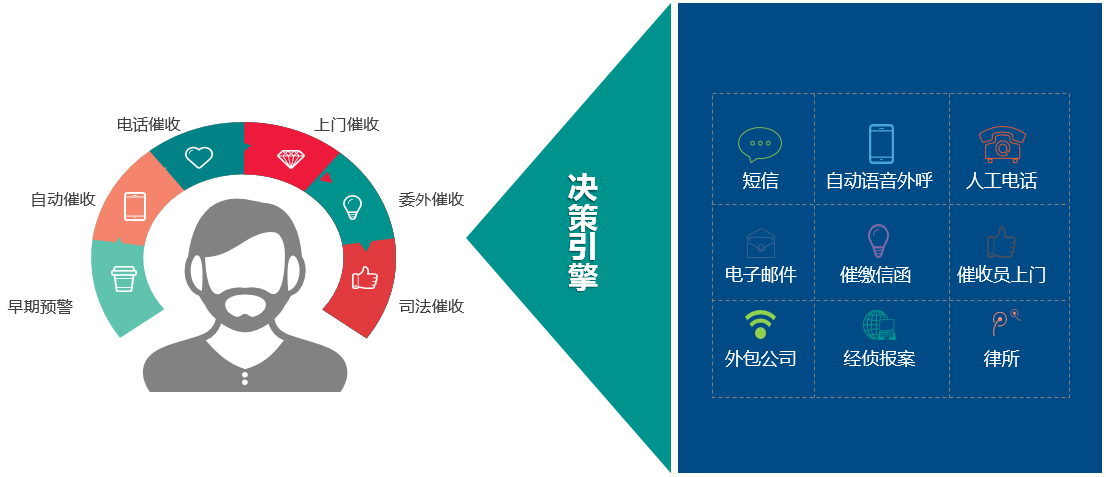 电话催收
上门催收
自动催收
委外催收
早期预警
司法催收
决策引擎
短信
自动语音外呼
人工电话
电子邮件
催缴信函
催收员上门
外包公司
经侦报案
律所